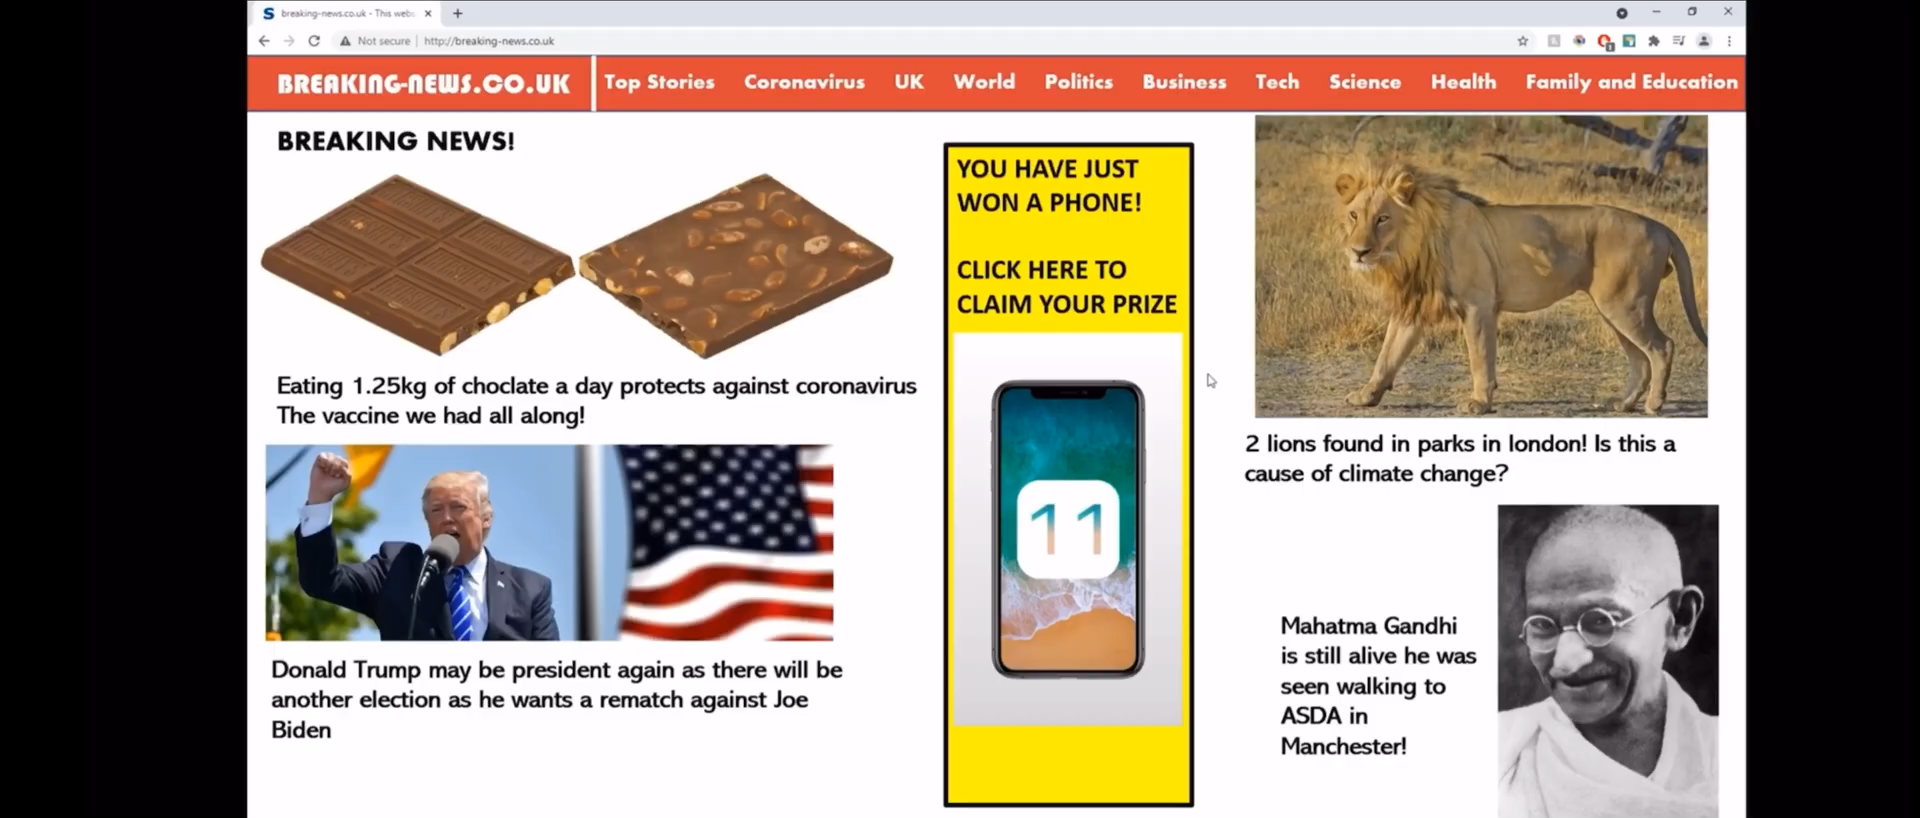 breaking-news.co.uk - This web
Not secure
http://breaking-news.co.uk
BREAKING-NEWS.CO.UK
Top Stories
Coronavirus
UK
World
Politics
Business
Tech
Science
Health
Family and Education
BREAKING NEWS!
Eating 1.25kg of choclate a day protects against coronavirus
The vaccine we had all along!
Donald Trump may be president again as there will be
another election as he wants a rematch against Joe
Biden
YOU HAVE JUST
WON A PHONE!
CLICK HERE TO
CLAIM YOUR PRIZE
11
2 lions found in parks in london! Is this a
cause of climate change?
Mahatma Gandhi
is still alive he was
seen walking to
ASDA in
Manchester!